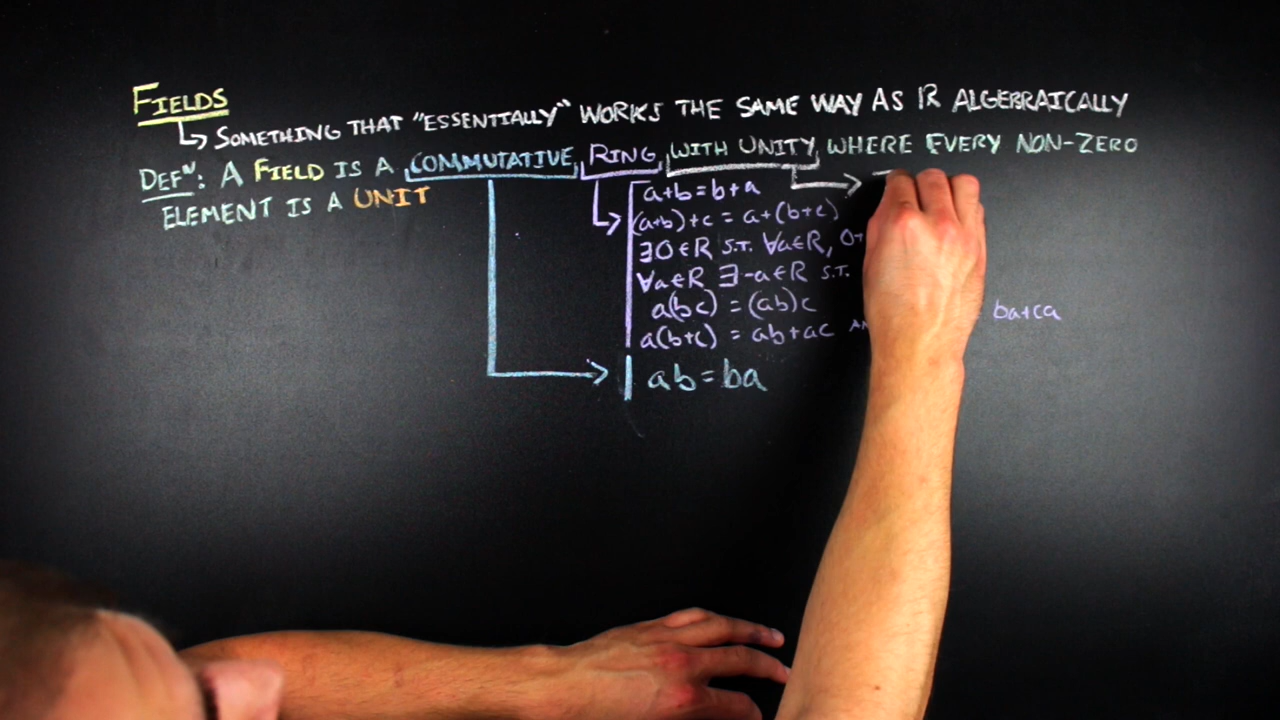 FIELDS
SOMETHING THAT "ESSENTIALLY" WORKS THE SAME WAY AS ℝ ALGEBRAICALLY
DEFᴺ: A FIELD IS A COMMUTATIVE RING WITH UNITY WHERE EVERY NON-ZERO
ELEMENT IS A UNIT
a+b=b+a
(a+b)+c = a+(b+c)
∃0∈R S.T. ∀a∈R, 0+
∀a∈R ∃-a∈R S.T.
a(bc) = (ab)c
a(b+c) = ab+ac ba+ca
ab=ba